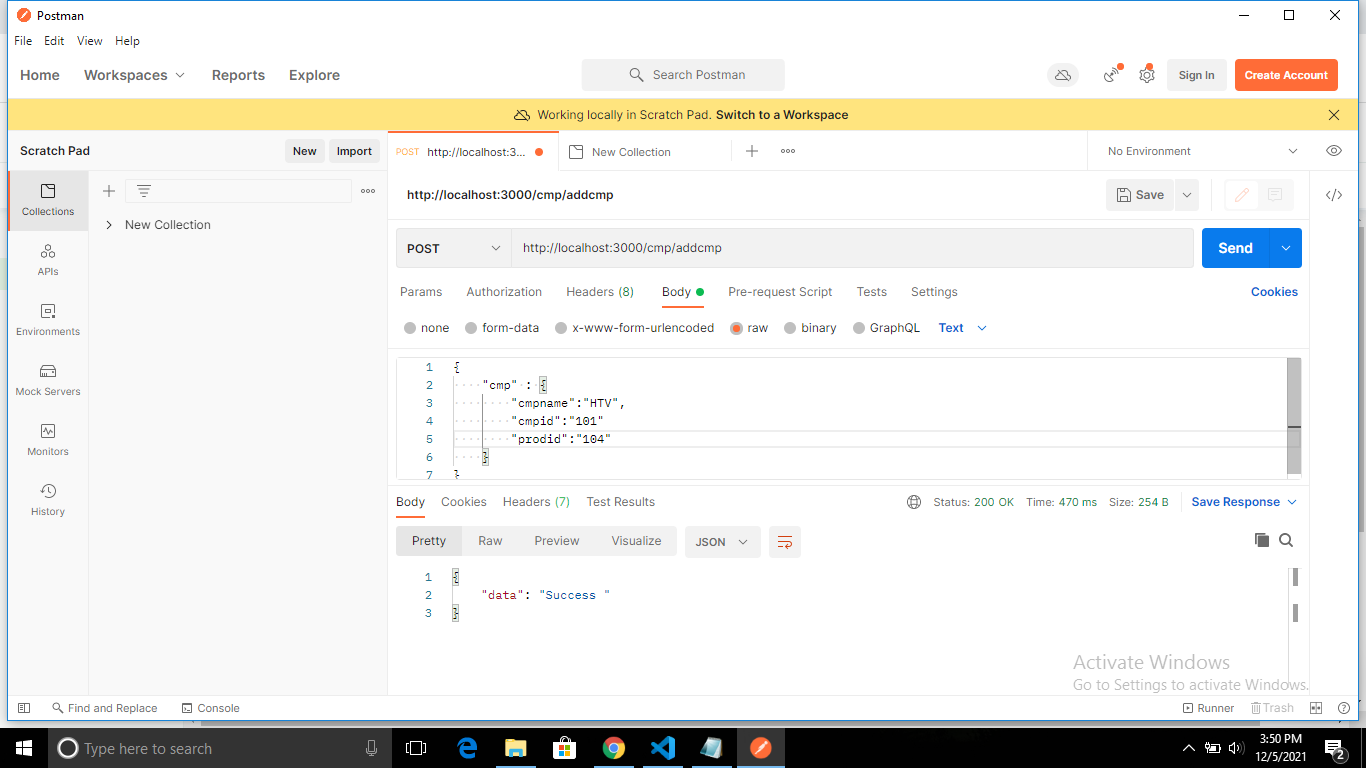 Postman
File Edit View Help
Home Workspaces Reports Explore Search Postman Sign In Create Account
Working locally in Scratch Pad. Switch to a Workspace
Scratch Pad New Import POST http://localhost:3... New Collection No Environment
Collections
New Collection
APIs
Environments
Mock Servers
Monitors
History
http://localhost:3000/cmp/addcmp Save
POST http://localhost:3000/cmp/addcmp Send
Params Authorization Headers (8) Body Pre-request Script Tests Settings Cookies
none form-data x-www-form-urlencoded raw binary GraphQL Text
1 {
2 "cmp" : {
3 "cmpname":"HTV",
4 "cmpid":"101"
5 "prodid":"104"
6 }
7 }
Body Cookies Headers (7) Test Results Status: 200 OK Time: 470 ms Size: 254 B Save Response
Pretty Raw Preview Visualize JSON
1 {
2 "data": "Success "
3 }
Activate Windows
Go to Settings to activate Windows.
Find and Replace Console Runner Trash
Type here to search
3:50 PM
12/5/2021
2